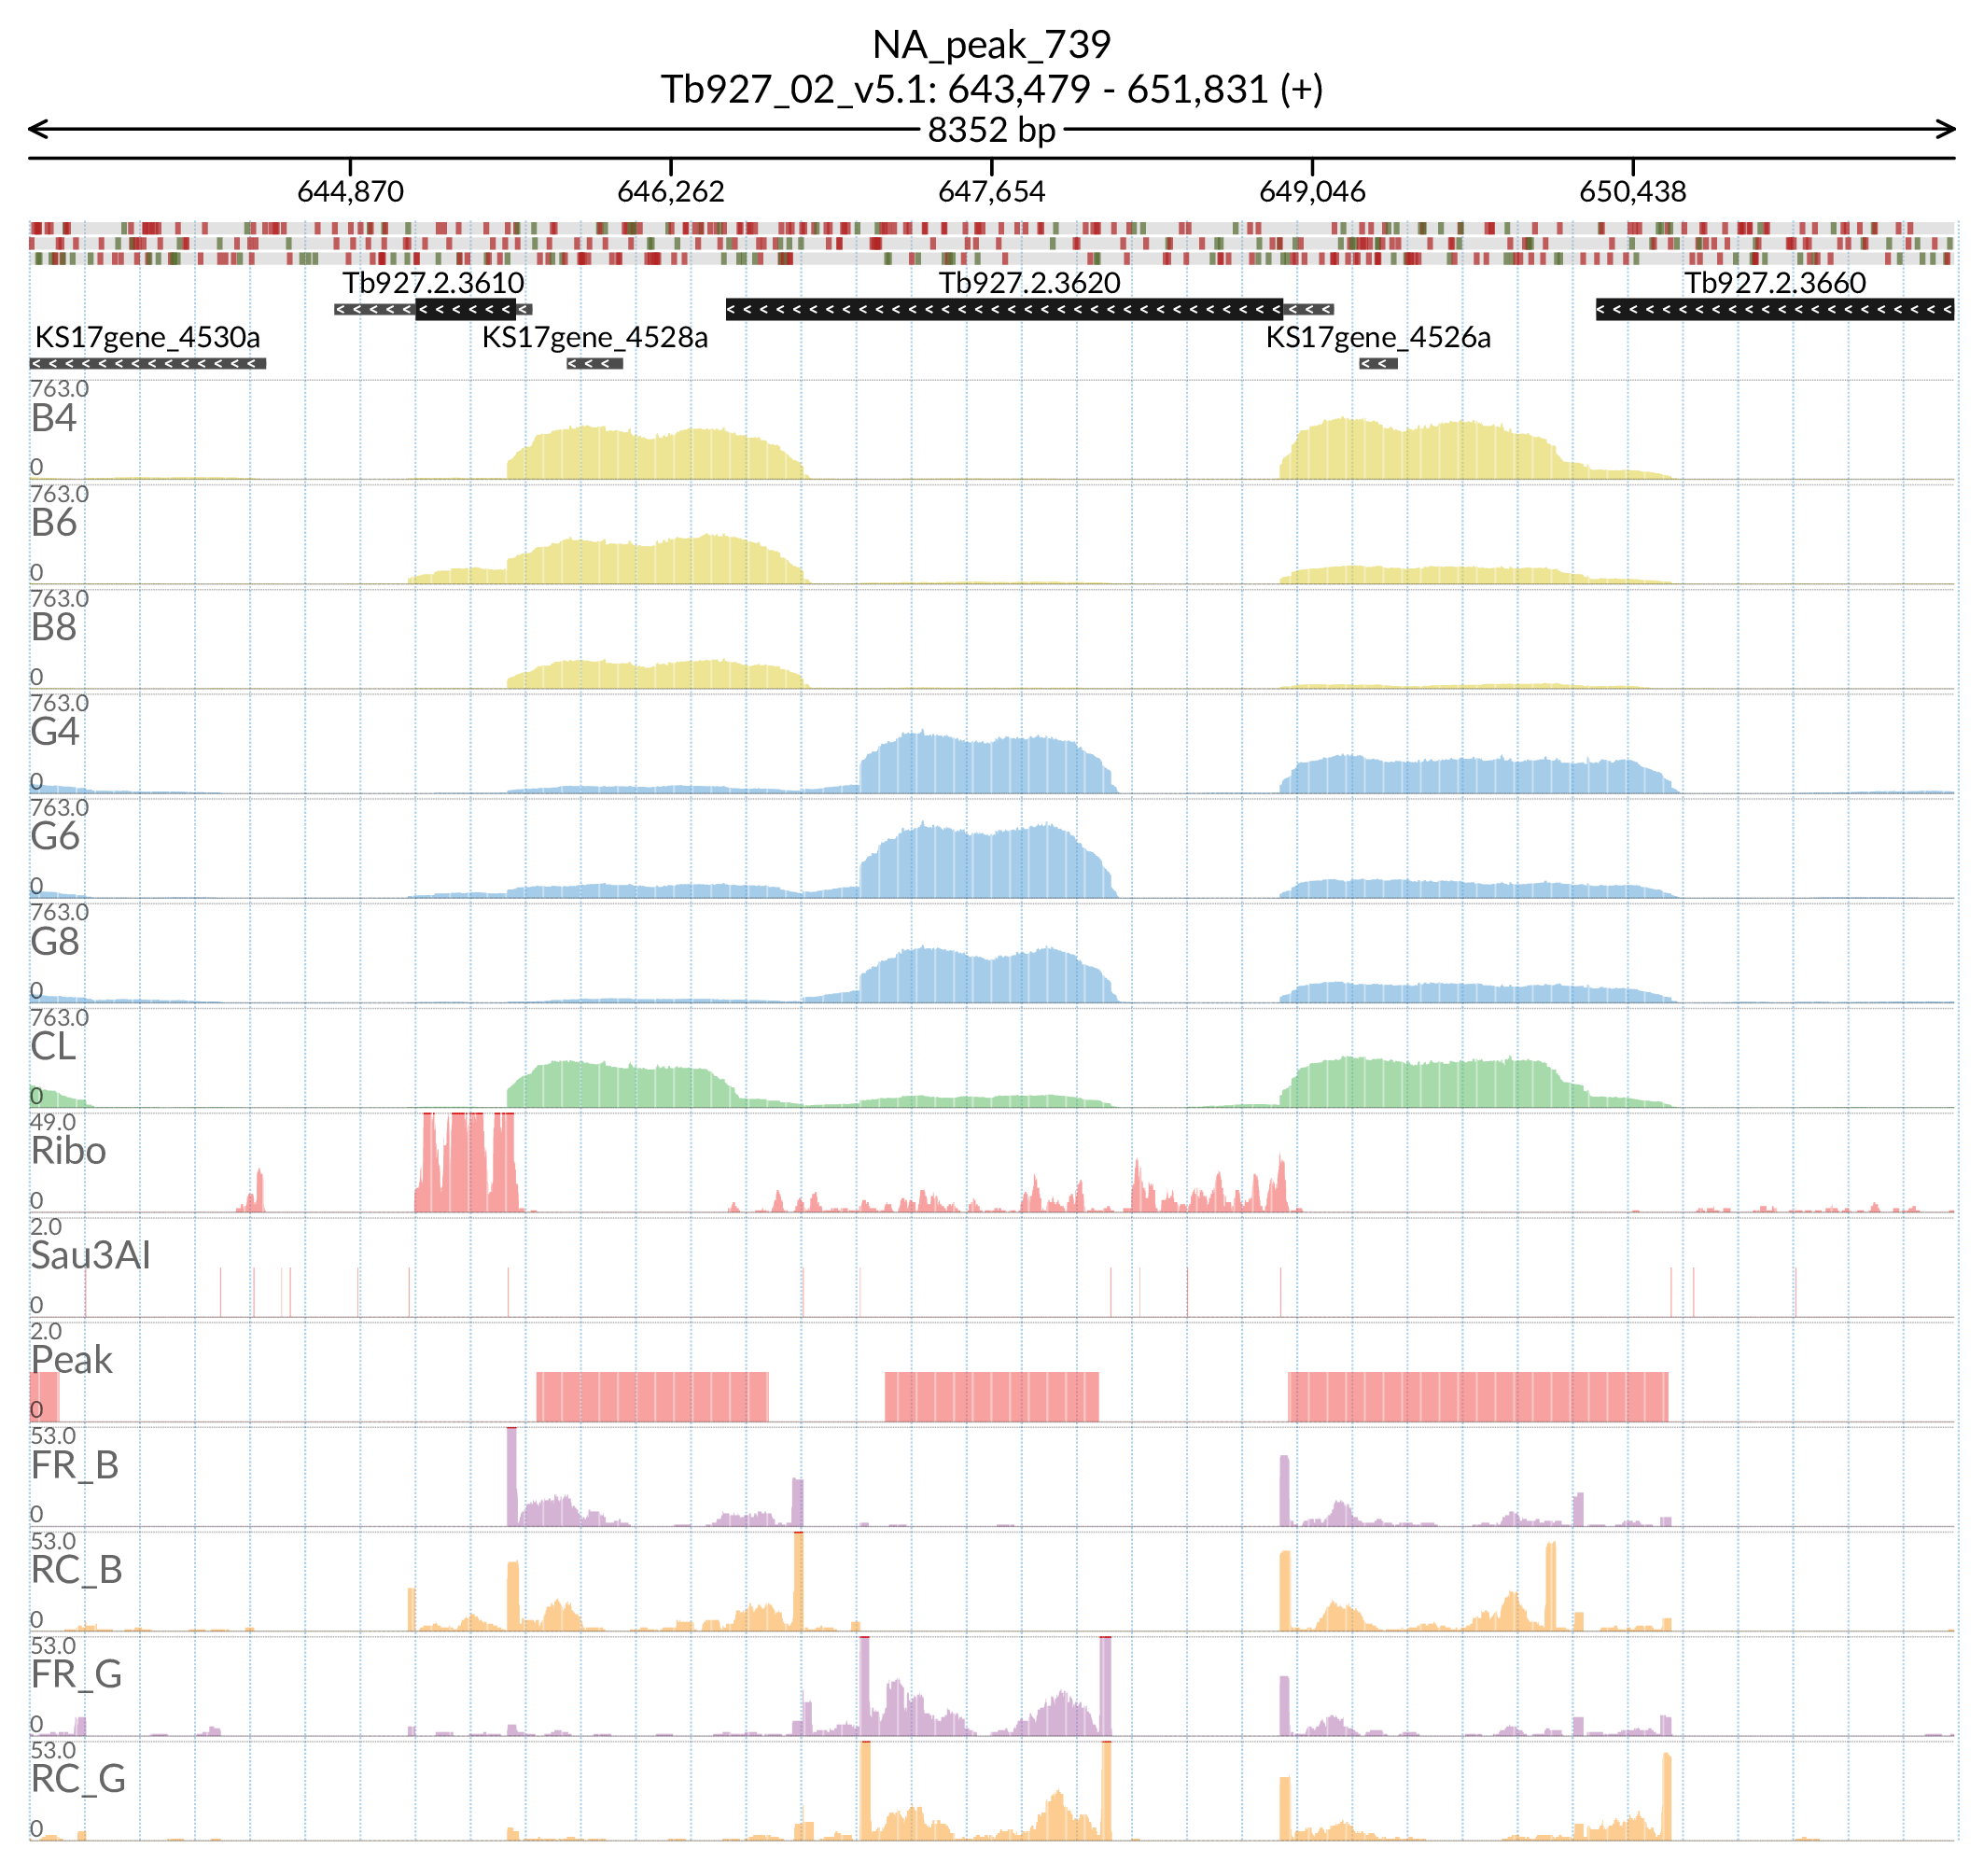 NA_peak_739
Tb927_02_v5.1: 643,479 - 651,831 (+)
8352 bp
644,870 646,262 647,654 649,046 650,438
Tb927.2.3610 Tb927.2.3620 Tb927.2.3660
KS17gene_4530a KS17gene_4528a KS17gene_4526a
763.0
B4
0
763.0
B6
0
763.0
B8
0
763.0
G4
0
763.0
G6
0
763.0
G8
0
763.0
CL
0
49.0
Ribo
0
2.0
Sau3AI
0
2.0
Peak
0
53.0
FR_B
0
53.0
RC_B
0
53.0
FR_G
0
53.0
RC_G
0